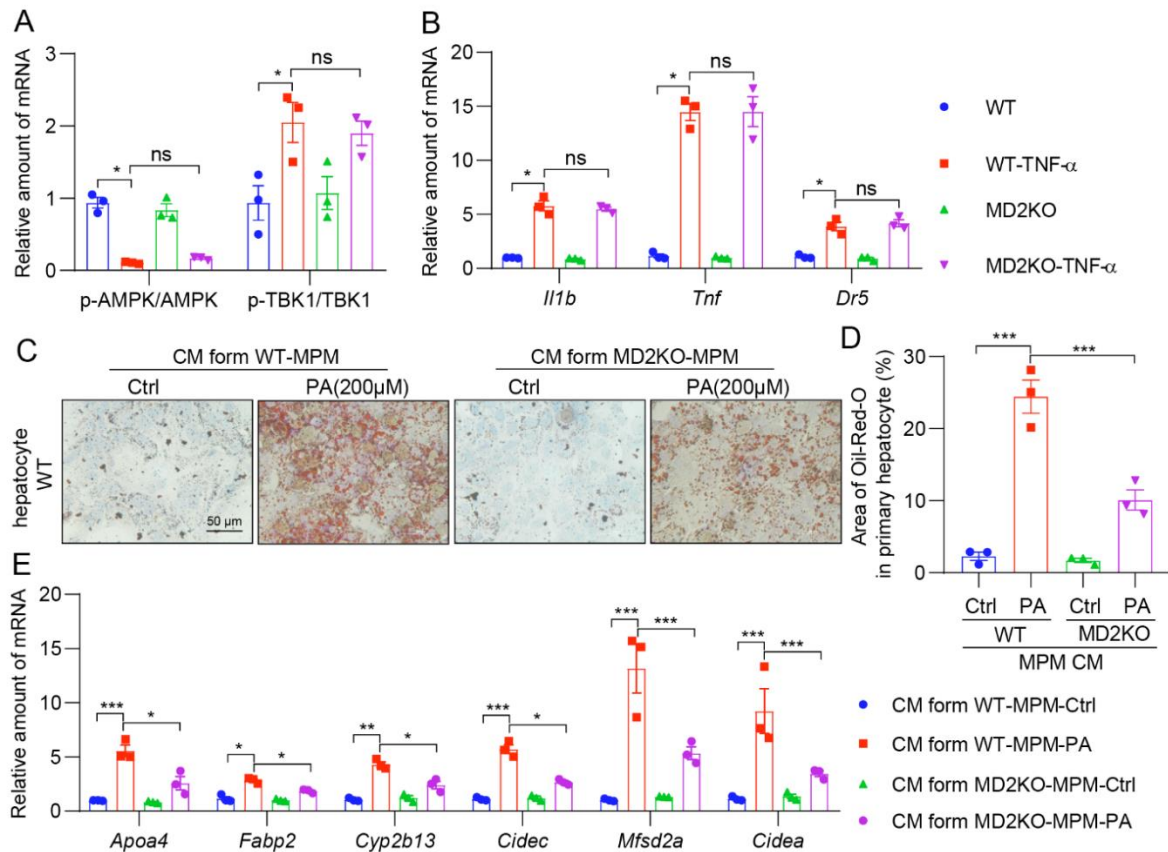 A
Relative amount of mRNA
3
2
1
0
*
ns
*
ns
p-AMPK/AMPK
p-TBK1/TBK1
B
Relative amount of mRNA
20
15
10
5
0
*
ns
*
ns
*
ns
Il1b
Tnf
Dr5
WT
WT-TNF-α
MD2KO
MD2KO-TNF-α
C
CM form WT-MPM
CM form MD2KO-MPM
Ctrl
PA(200μM)
Ctrl
PA(200μM)
hepatocyte
WT
50 μm
D
Area of Oil-Red-O
in primary hepatocyte (%)
30
20
10
0
***
***
Ctrl
PA
Ctrl
PA
WT
MD2KO
MPM CM
E
Relative amount of mRNA
20
15
10
5
0
***
*
*
*
**
*
***
*
***
***
***
***
Apoa4
Fabp2
Cyp2b13
Cidec
Mfsd2a
Cidea
CM form WT-MPM-Ctrl
CM form WT-MPM-PA
CM form MD2KO-MPM-Ctrl
CM form MD2KO-MPM-PA